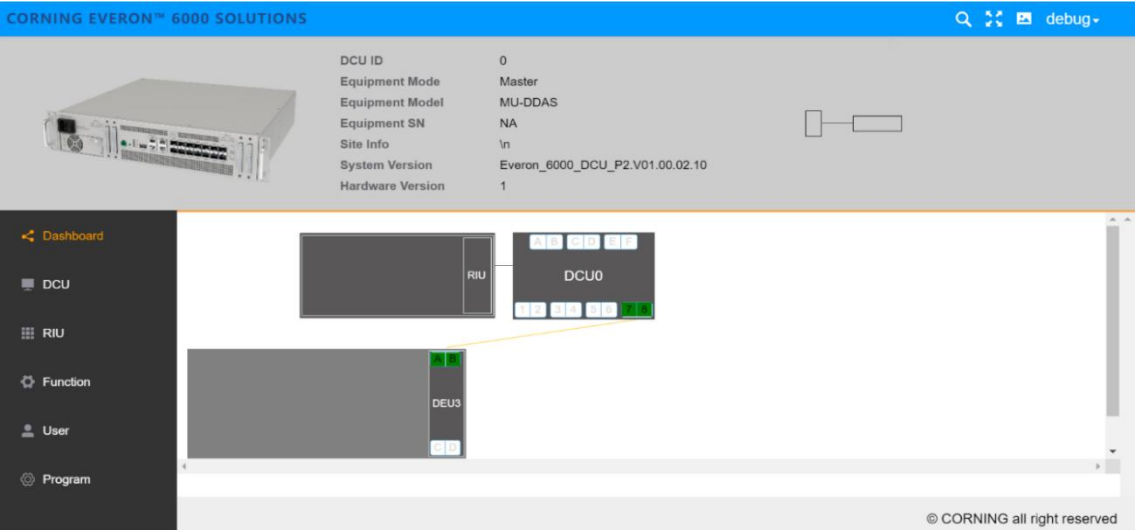 CORNING EVERON™ 6000 SOLUTIONS
debug
DCU ID 0
Equipment Mode Master
Equipment Model MU-DDAS
Equipment SN NA
Site Info \n
System Version Everon_6000_DCU_P2.V01.00.02.10
Hardware Version 1
Dashboard
DCU
RIU
Function
User
Program
A B C D E F
RIU
DCU0
1 2 3 4 5 6 7 8
A B
DEU3
C D
© CORNING all right reserved